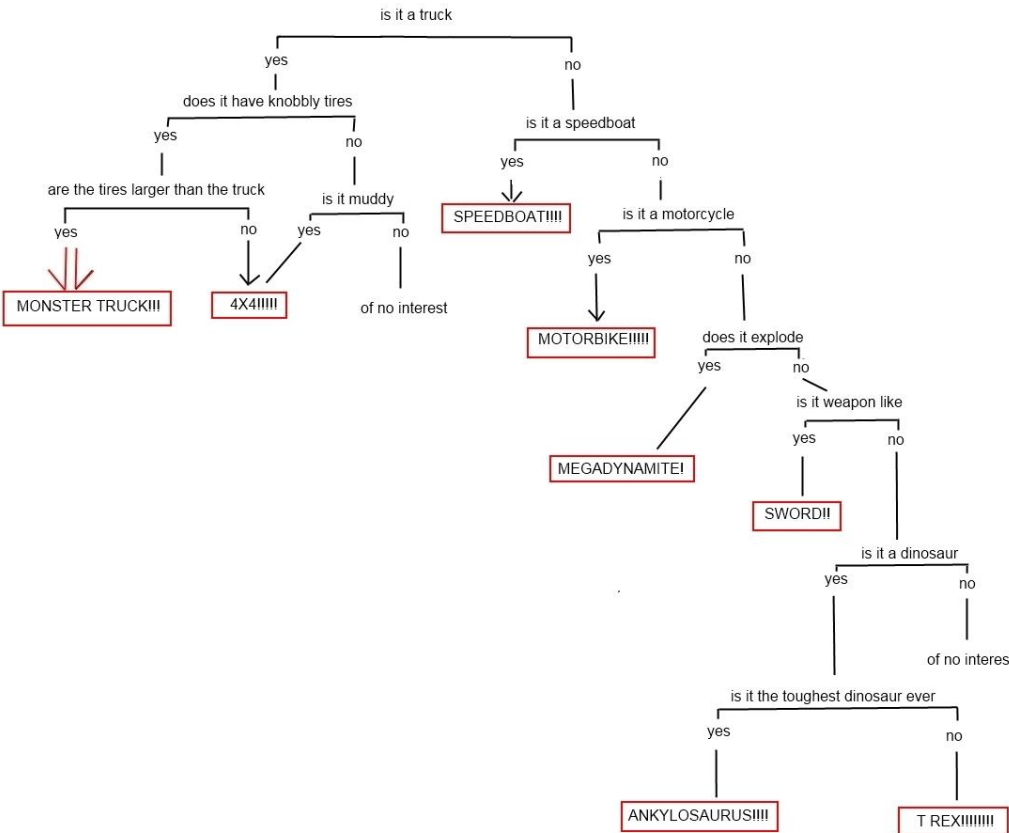 is it a truck
yes
no
does it have knobbly tires
is it a speedboat
yes
no
yes
no
are the tires larger than the truck
is it muddy
SPEEDBOAT!!!!
is it a motorcycle
yes
no
yes
no
yes
no
MONSTER TRUCK!!!
4X4!!!!!
of no interest
MOTORBIKE!!!!!
does it explode
yes
no
is it weapon like
yes
no
MEGADYNAMITE!
SWORD!!
is it a dinosaur
yes
no
of no interes
is it the toughest dinosaur ever
yes
no
ANKYLOSAURUS!!!!
T REX!!!!!!!!